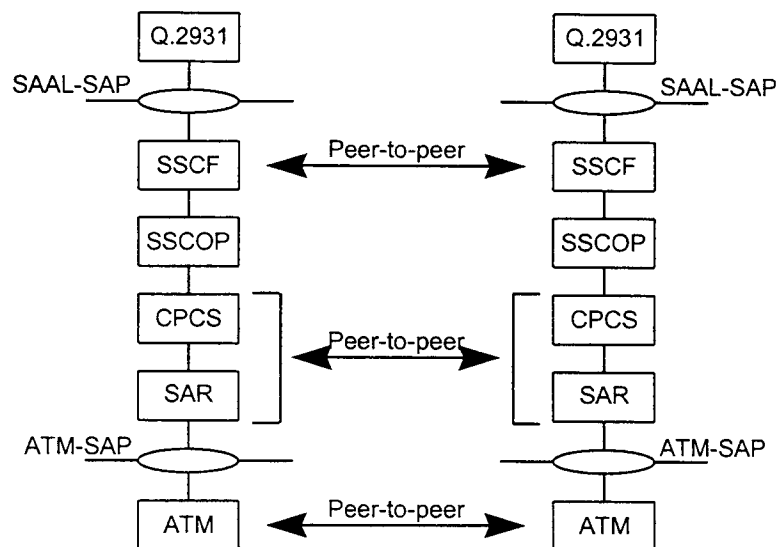 Q.2931 Q.2931
SAAL-SAP SAAL-SAP
SSCF Peer-to-peer SSCF
SSCOP SSCOP
CPCS CPCS
Peer-to-peer
SAR SAR
ATM-SAP ATM-SAP
ATM Peer-to-peer ATM